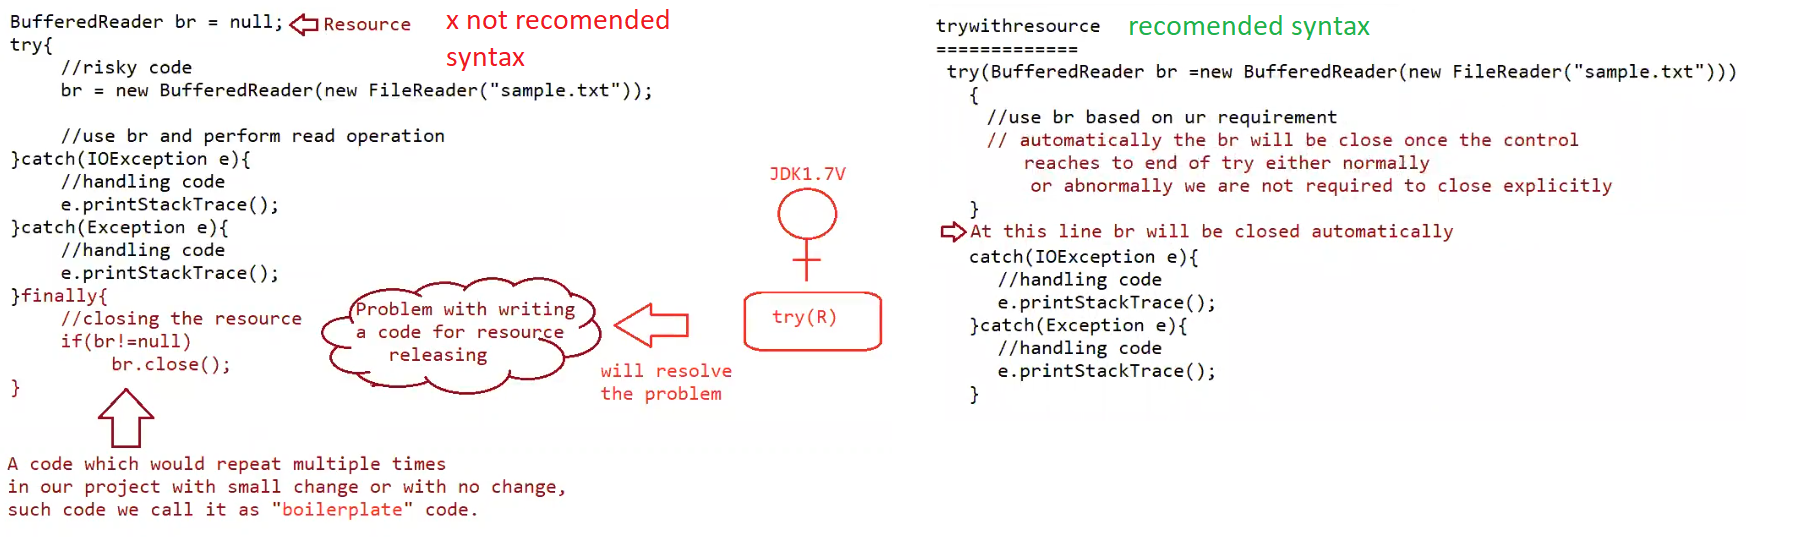 BufferedReader br = null;
Resource
x not recomended
syntax
try{
//risky code
br = new BufferedReader(new FileReader("sample.txt"));
//use br and perform read operation
}catch(IOException e){
//handling code
e.printStackTrace();
}catch(Exception e){
//handling code
e.printStackTrace();
}finally{
//closing the resource
if(br!=null)
br.close();
}
A code which would repeat multiple times
in our project with small change or with no change,
such code we call it as "boilerplate" code.
Problem with writing
a code for resource
releasing
will resolve
the problem
JDK1.7V
try(R)
trywithresource
recomended syntax
=============
try(BufferedReader br =new BufferedReader(new FileReader("sample.txt")))
{
//use br based on ur requirement
// automatically the br will be close once the control
reaches to end of try either normally
or abnormally we are not required to close explicitly
}
At this line br will be closed automatically
catch(IOException e){
//handling code
e.printStackTrace();
}catch(Exception e){
//handling code
e.printStackTrace();
}